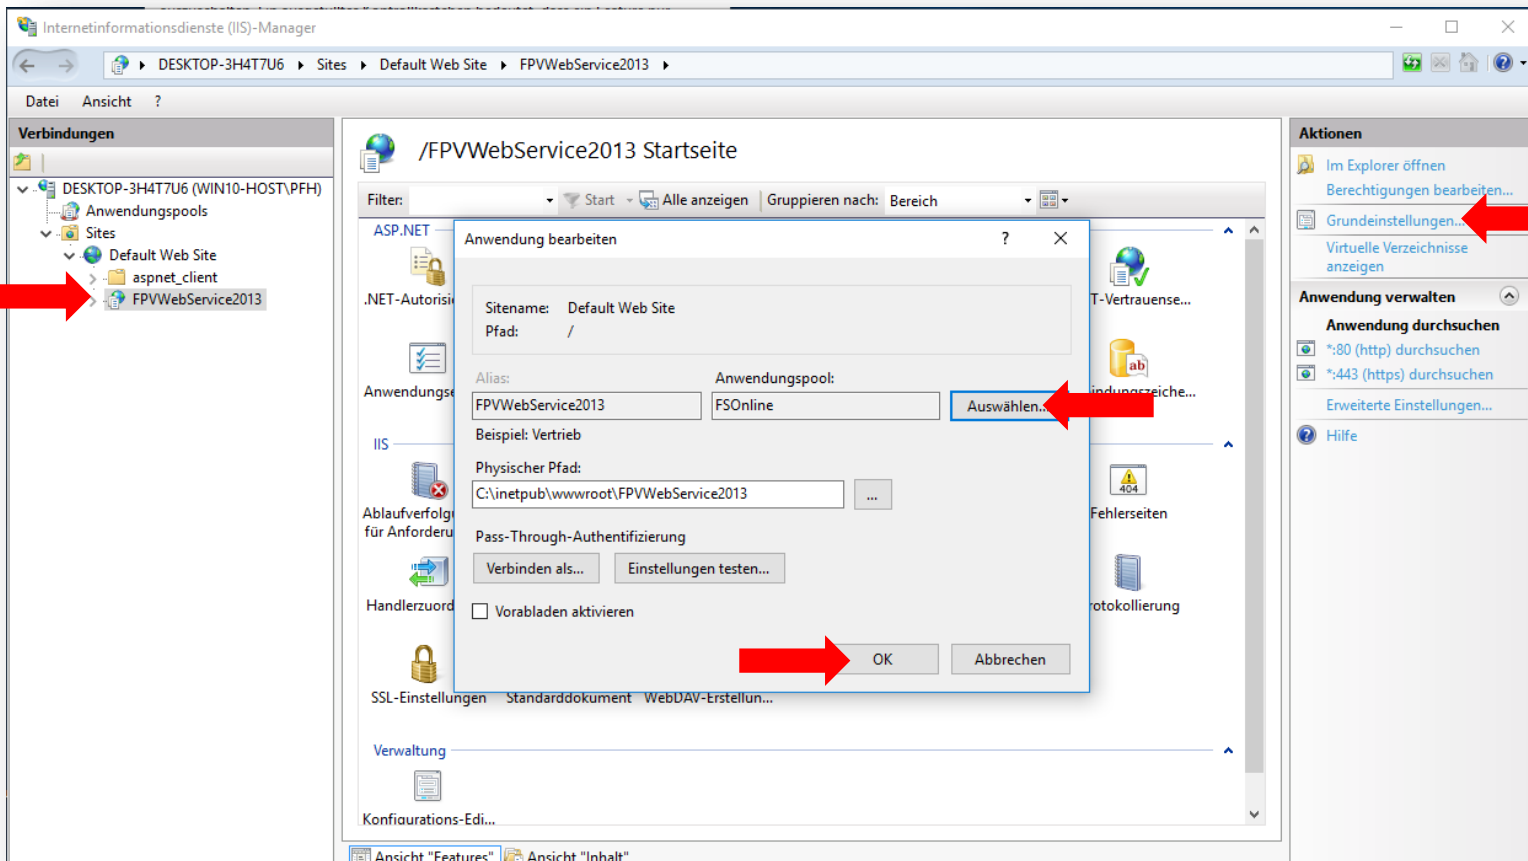 Internetinformationsdienste (IIS)-Manager
DESKTOP-3H4T7U6 Sites Default Web Site FPVWebService2013
Datei Ansicht ?
Verbindungen
DESKTOP-3H4T7U6 (WIN10-HOST\PFH)
Anwendungspools
Sites
Default Web Site
aspnet_client
FPVWebService2013
/FPVWebService2013 Startseite
Filter: Start Alle anzeigen Gruppieren nach: Bereich
ASP.NET
.NET-Autorisi
T-Vertrauense...
Anwendungse
indungszeiche...
IIS
Ablaufverfolgu
für Anforderu
404
Fehlerseiten
Handlerzuord
rotokollierung
SSL-Einstellungen Standarddokument WebDAV-Erstellun...
Verwaltung
Konfigurations-Edi...
Ansicht "Features" Ansicht "Inhalt"
Anwendung bearbeiten ?
Sitename: Default Web Site
Pfad: /
Alias: Anwendungspool:
FPVWebService2013 FSOnline Auswählen...
Beispiel: Vertrieb
Physischer Pfad:
C:\inetpub\wwwroot\FPVWebService2013 ...
Pass-Through-Authentifizierung
Verbinden als... Einstellungen testen...
Vorabladen aktivieren
OK Abbrechen
Aktionen
Im Explorer öffnen
Berechtigungen bearbeiten...
Grundeinstellungen...
Virtuelle Verzeichnisse
anzeigen
Anwendung verwalten
Anwendung durchsuchen
*:80 (http) durchsuchen
*:443 (https) durchsuchen
Erweiterte Einstellungen...
Hilfe